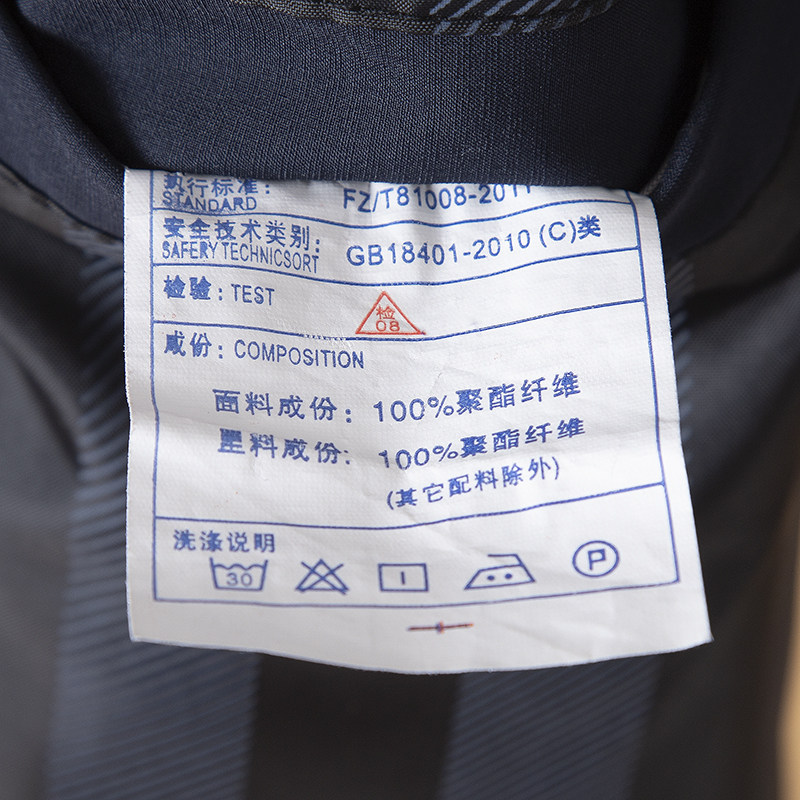 执行标准: FZ/T81008-2011
STANDARD
安全技术类别: GB18401-2010 (C)类
SAFERY TECHNICSORT
检验: TEST
检
08
成份: COMPOSITION
面料成份: 100%聚酯纤维
里料成份: 100%聚酯纤维
(其它配料除外)
洗涤说明
30
P